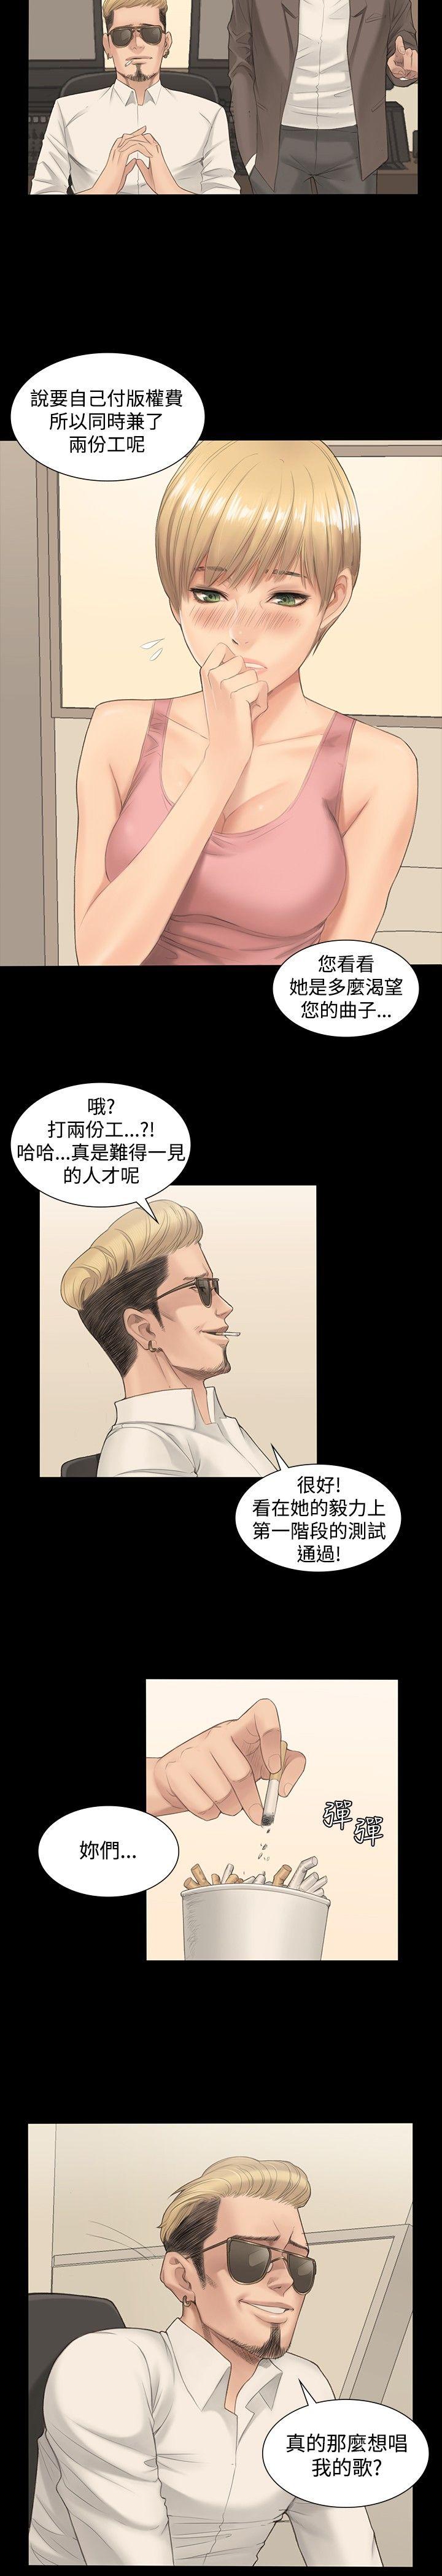 說要自己付版權費
所以同時兼了
兩份工呢
您看看
她是多麼渴望
您的曲子...
哦?
打兩份工...?!
哈哈...真是難得一見
的人才呢
很好!
看在她的毅力上
第一階段的測試
通過!
彈
彈
妳們...
真的那麼想唱
我的歌?